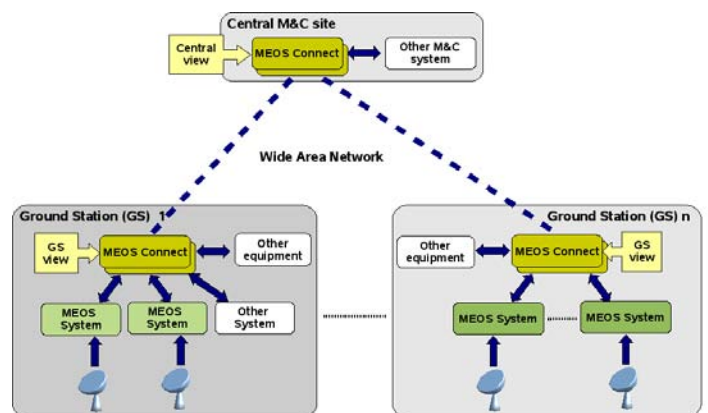 Central M&C site
Central
view
MEOS Connect
Other M&C
system
Wide Area Network
Ground Station (GS) 1
GS
view
MEOS Connect
Other
equipment
MEOS
System
MEOS
System
Other
System
Ground Station (GS) n
Other
equipment
MEOS Connect
GS
view
MEOS System
MEOS System